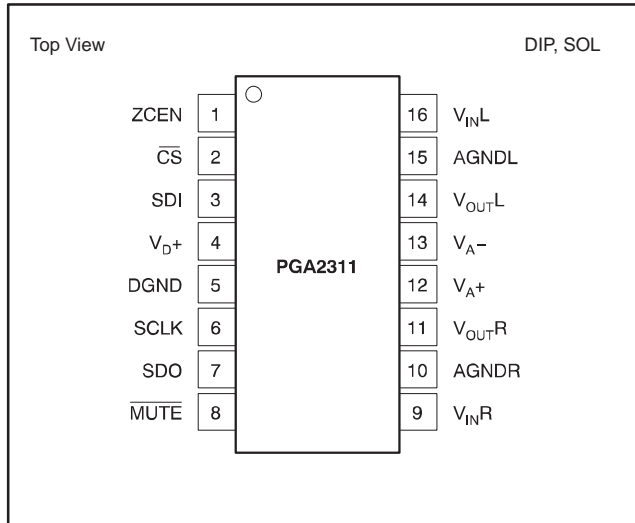 Top View DIP, SOL
ZCEN 1 16 VINL
CS 2 15 AGNDL
SDI 3 14 VOUTL
VD+ 4 13 VA−
PGA2311
DGND 5 12 VA+
SCLK 6 11 VOUTR
SDO 7 10 AGNDR
MUTE 8 9 VINR